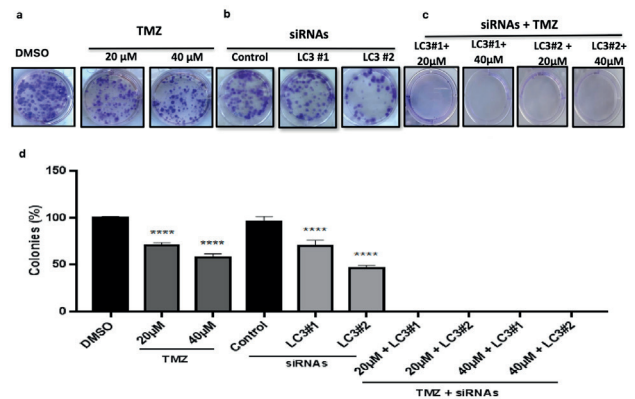 a
b
c
TMZ
siRNAs
siRNAs + TMZ
DMSO
20 µM
40 µM
Control
LC3 #1
LC3 #2
LC3#1+
20µM
LC3#1+
40µM
LC3#2 +
20µM
LC3#2+
40µM
d
Colonies (%)
150
100
50
0
****
****
****
****
DMSO
20µM
40µM
Control
LC3#1
LC3#2
20µM + LC3#1
20µM + LC3#2
40µM + LC3#1
40µM + LC3#2
TMZ
siRNAs
TMZ + siRNAs